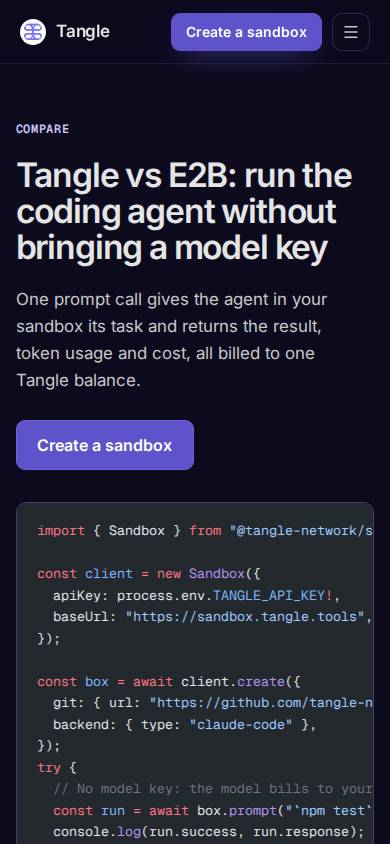 Tangle
Create a sandbox
COMPARE
Tangle vs E2B: run the
coding agent without
bringing a model key
One prompt call gives the agent in your
sandbox its task and returns the result,
token usage and cost, all billed to one
Tangle balance.
Create a sandbox
import { Sandbox } from "@tangle-network/s
const client = new Sandbox({
  apiKey: process.env.TANGLE_API_KEY!,
  baseUrl: "https://sandbox.tangle.tools",
});
const box = await client.create({
  git: { url: "https://github.com/tangle-n
  backend: { type: "claude-code" },
});
try {
  // No model key: the model bills to your
  const run = await box.prompt("`npm test`
  console.log(run.success, run.response);